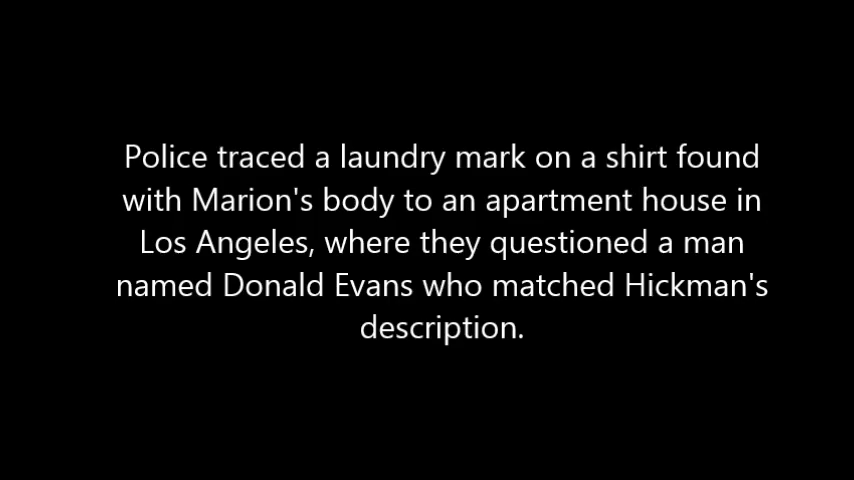 Police traced a laundry mark on a shirt found
with Marion's body to an apartment house in
Los Angeles, where they questioned a man
named Donald Evans who matched Hickman's
description.